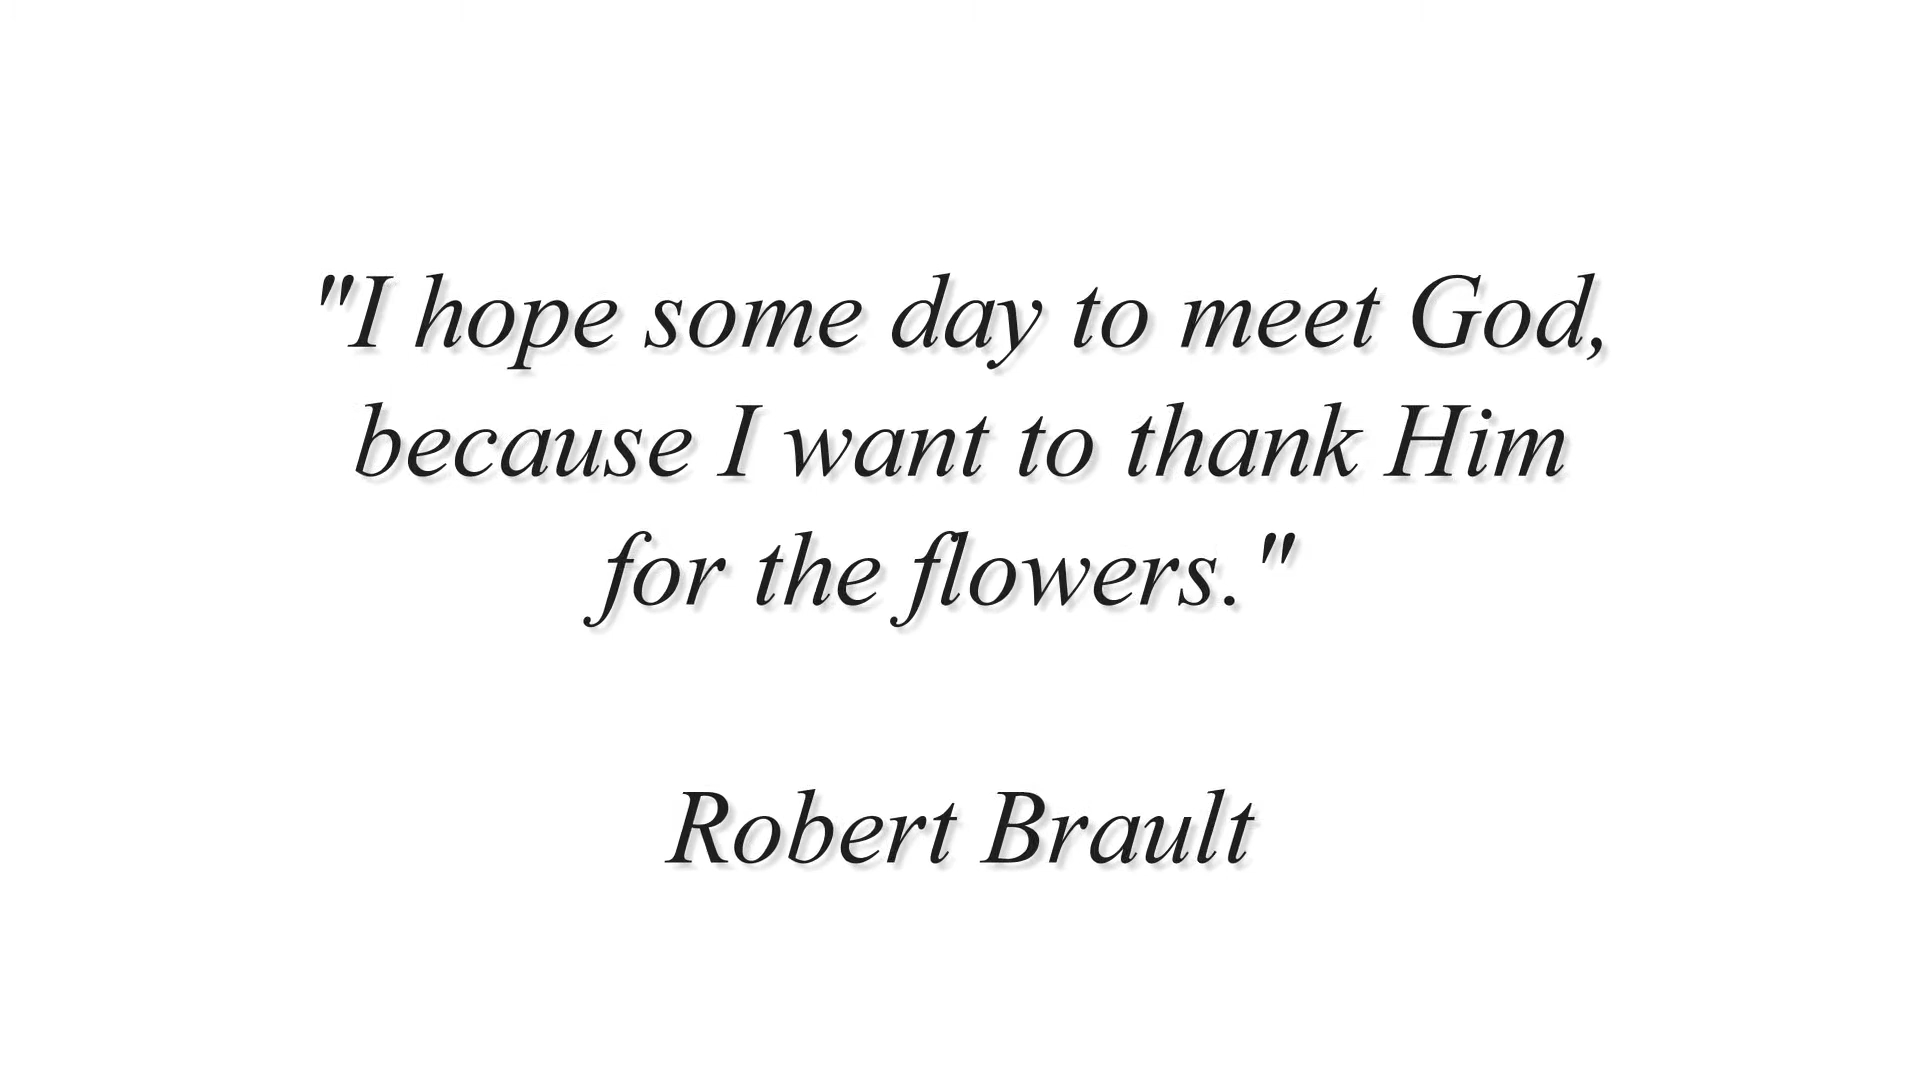 "I hope some day to meet God,
because I want to thank Him
for the flowers."
Robert Brault